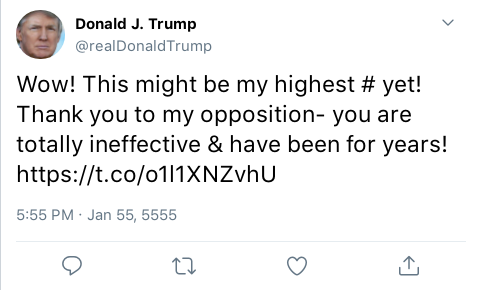 Donald J. Trump
@realDonaldTrump
Wow! This might be my highest # yet!
Thank you to my opposition- you are
totally ineffective & have been for years!
https://t.co/o1l1XNZvhU
5:55 PM · Jan 55, 5555